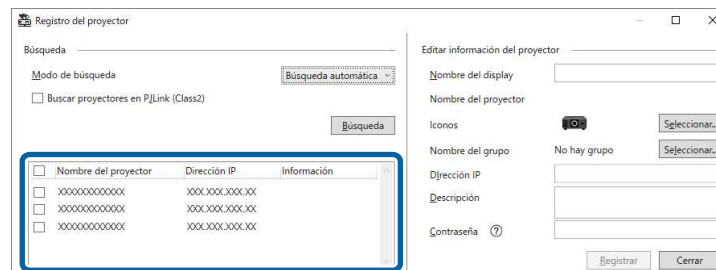 Registro del proyector
Búsqueda
Modo de búsqueda
Búsqueda automática
Buscar proyectores en PJLink (Class2)
Búsqueda
Nombre del proyector Dirección IP Información
XXXXXXXXXXXX XXX.XXX.XXX.XX
XXXXXXXXXXXX XXX.XXX.XXX.XX
XXXXXXXXXXXX XXX.XXX.XXX.XX
Editar información del proyector
Nombre del display
Nombre del proyector
Iconos Seleccionar...
Nombre del grupo No hay grupo Seleccionar...
DIrección IP
Descripción
Contraseña ?
Registrar Cerrar